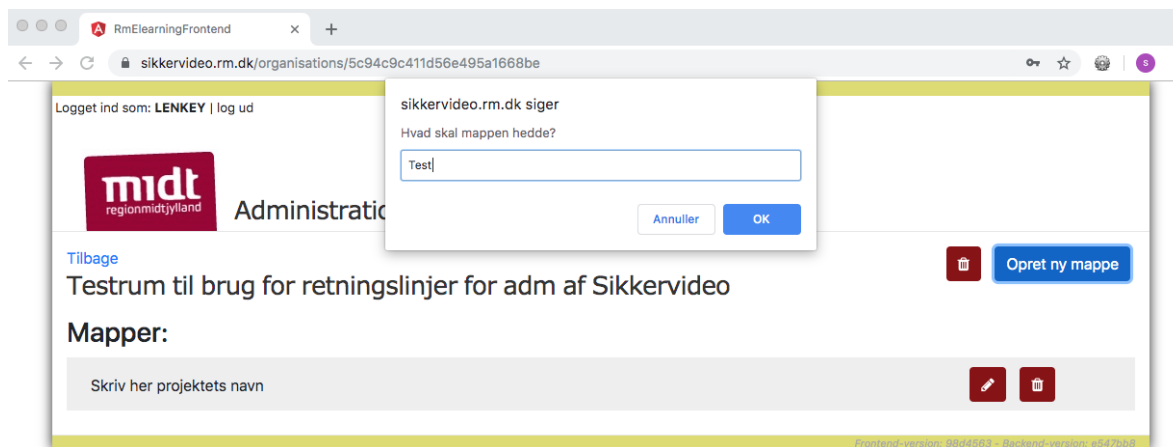 RmElearningFrontend
sikkervideo.rm.dk/organisations/5c94c9c411d56e495a1668be
s
Logget ind som: LENKEY | log ud
sikkervideo.rm.dk siger
Hvad skal mappen hedde?
Test
Annuller OK
midt
regionmidtjylland
Administratio
Tilbage
Opret ny mappe
Testrum til brug for retningslinjer for adm af Sikkervideo
Mapper:
Skriv her projektets navn
Frontend-version: 98d4563 - Backend-version: e547bb8